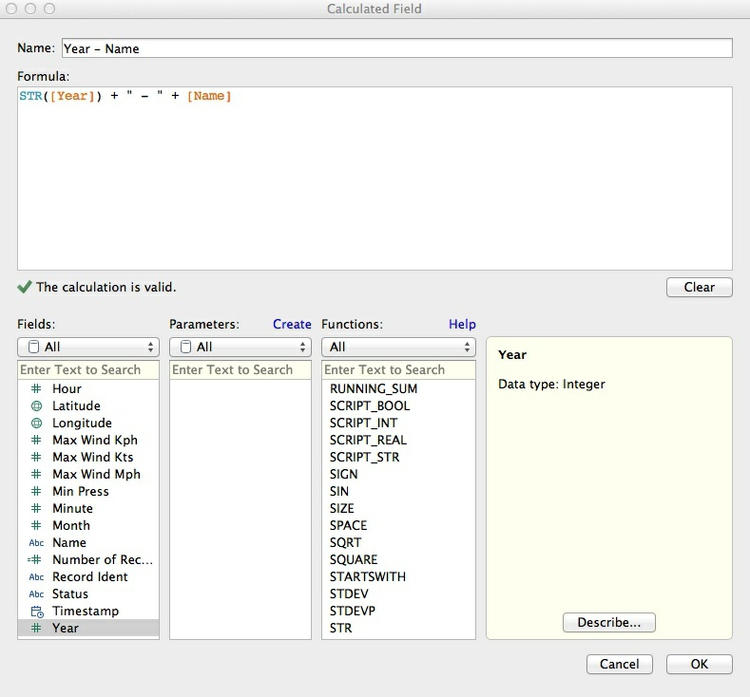 Calculated Field
Name: Year - Name
Formula:
STR([Year]) + " - " + [Name]
The calculation is valid.
Clear
Fields:
All
Enter Text to Search
Hour
Latitude
Longitude
Max Wind Kph
Max Wind Kts
Max Wind Mph
Min Press
Minute
Month
Abc Name
Number of Rec...
Abc Record Ident
Abc Status
Timestamp
Year
Parameters: Create
All
Enter Text to Search
Functions: Help
All
Enter Text to Search
RUNNING_SUM
SCRIPT_BOOL
SCRIPT_INT
SCRIPT_REAL
SCRIPT_STR
SIGN
SIN
SIZE
SPACE
SQRT
SQUARE
STARTSWITH
STDEV
STDEVP
STR
Year
Data type: Integer
Describe...
Cancel
OK